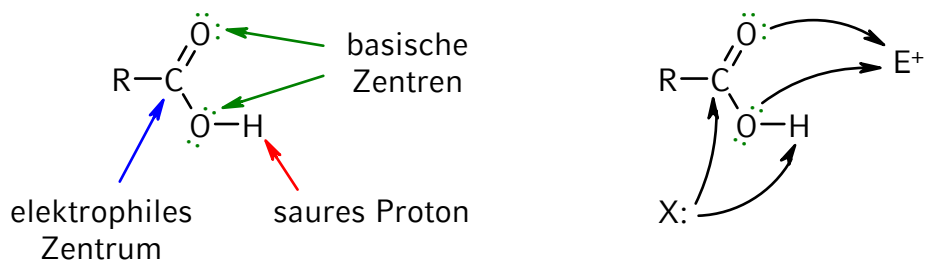 O
basische
R C
Zentren
O H
elektrophiles
Zentrum
saures Proton
O
E+
R C
O H
X: